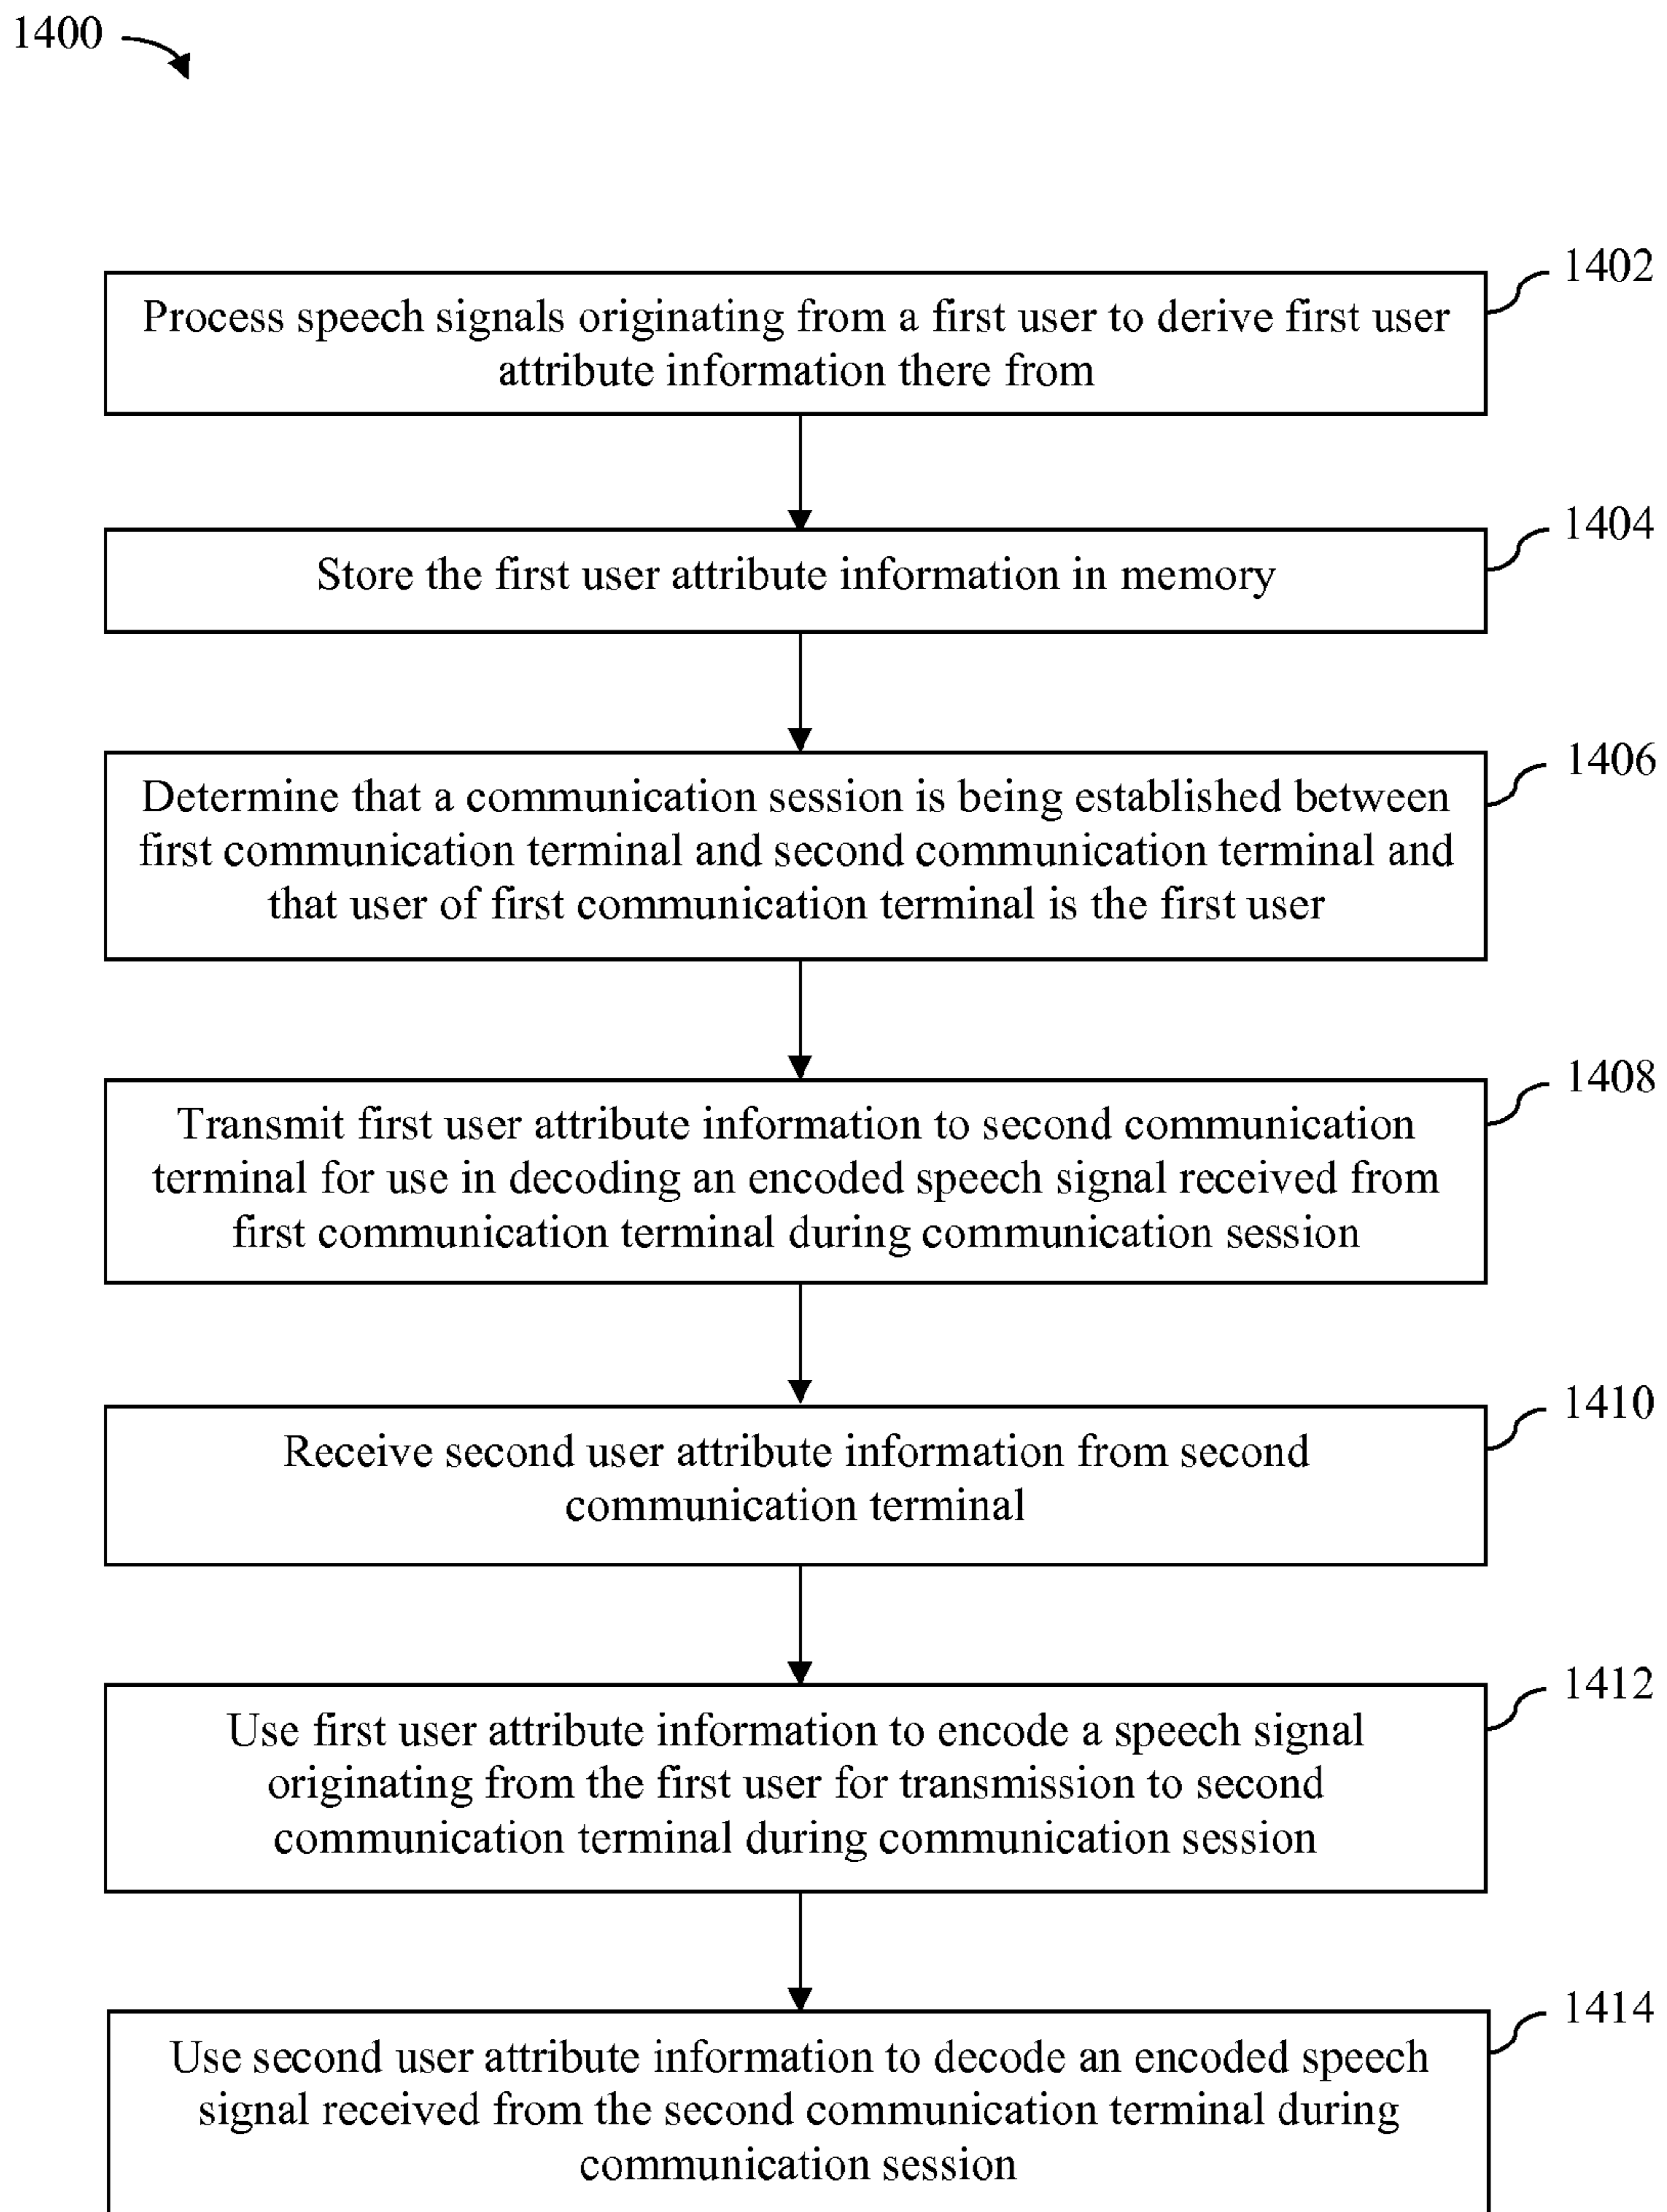 1400
1402
Process speech signals originating from a first user to derive first user
attribute information there from
1404
Store the first user attribute information in memory
1406
Determine that a communication session is being established between
first communication terminal and second communication terminal and
that user of first communication terminal is the first user
1408
Transmit first user attribute information to second communication
terminal for use in decoding an encoded speech signal received from
first communication terminal during communication session
1410
Receive second user attribute information from second
communication terminal
1412
Use first user attribute information to encode a speech signal
originating from the first user for transmission to second
communication terminal during communication session
1414
Use second user attribute information to decode an encoded speech
signal received from the second communication terminal during
communication session